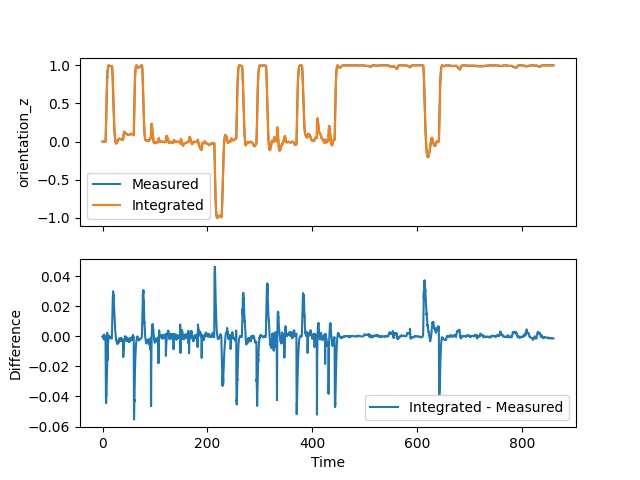 1.0
0.5
0.0
−0.5
−1.0
orientation_z
Measured
Integrated
0.04
0.02
0.00
−0.02
−0.04
−0.06
Difference
Integrated - Measured
0 200 400 600 800
Time